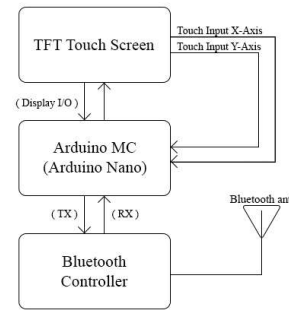 TFT Touch Screen
Touch Input X-Axis
Touch Input Y-Axis
( Display I/O )
Arduino MC
(Arduino Nano)
( TX )
( RX )
Bluetooth ant
Bluetooth
Controller